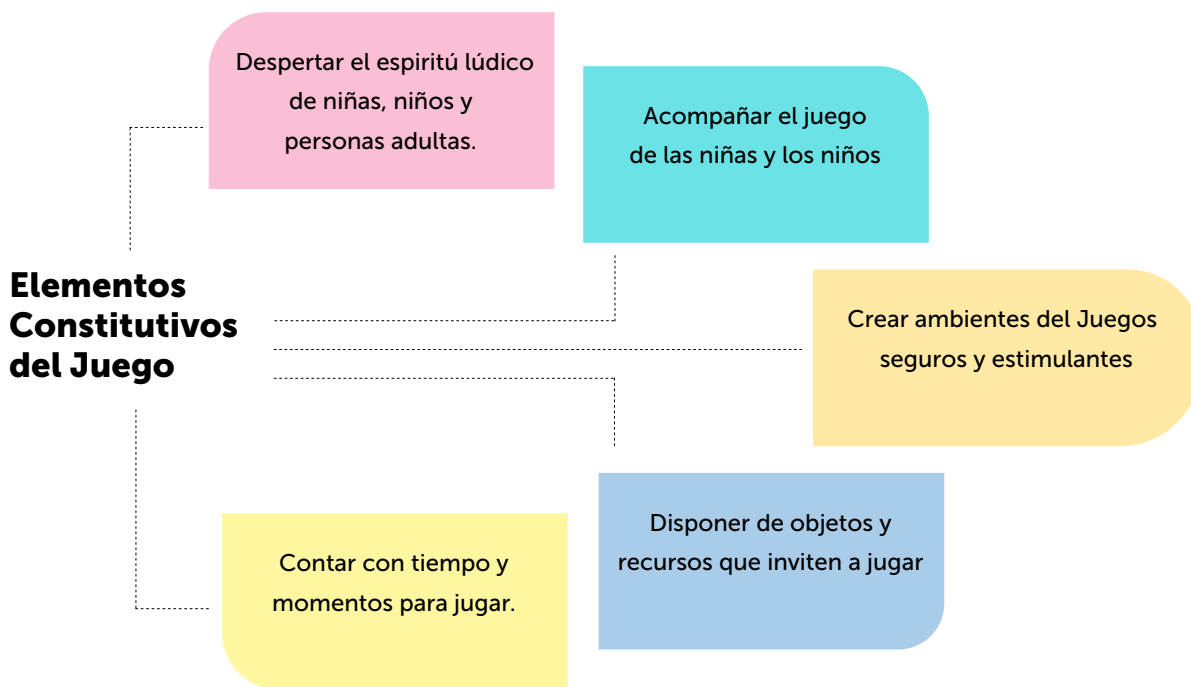 Despertar el espiritú lúdico
de niñas, niños y
personas adultas.
Acompañar el juego
de las niñas y los niños
Elementos
Constitutivos
del Juego
Crear ambientes del Juegos
seguros y estimulantes
Disponer de objetos y
recursos que inviten a jugar
Contar con tiempo y
momentos para jugar.